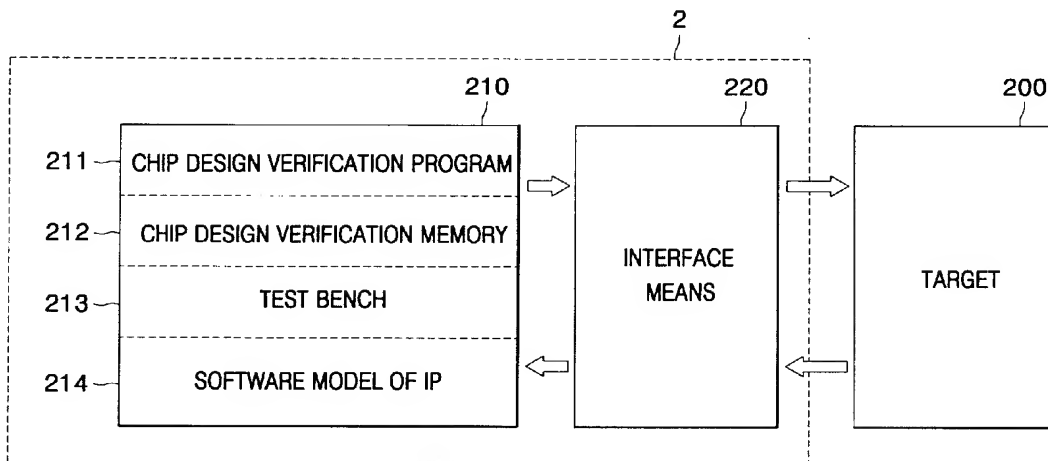 2
210
220
200
211
CHIP DESIGN VERIFICATION PROGRAM
212
CHIP DESIGN VERIFICATION MEMORY
213
TEST BENCH
214
SOFTWARE MODEL OF IP
INTERFACE
MEANS
TARGET